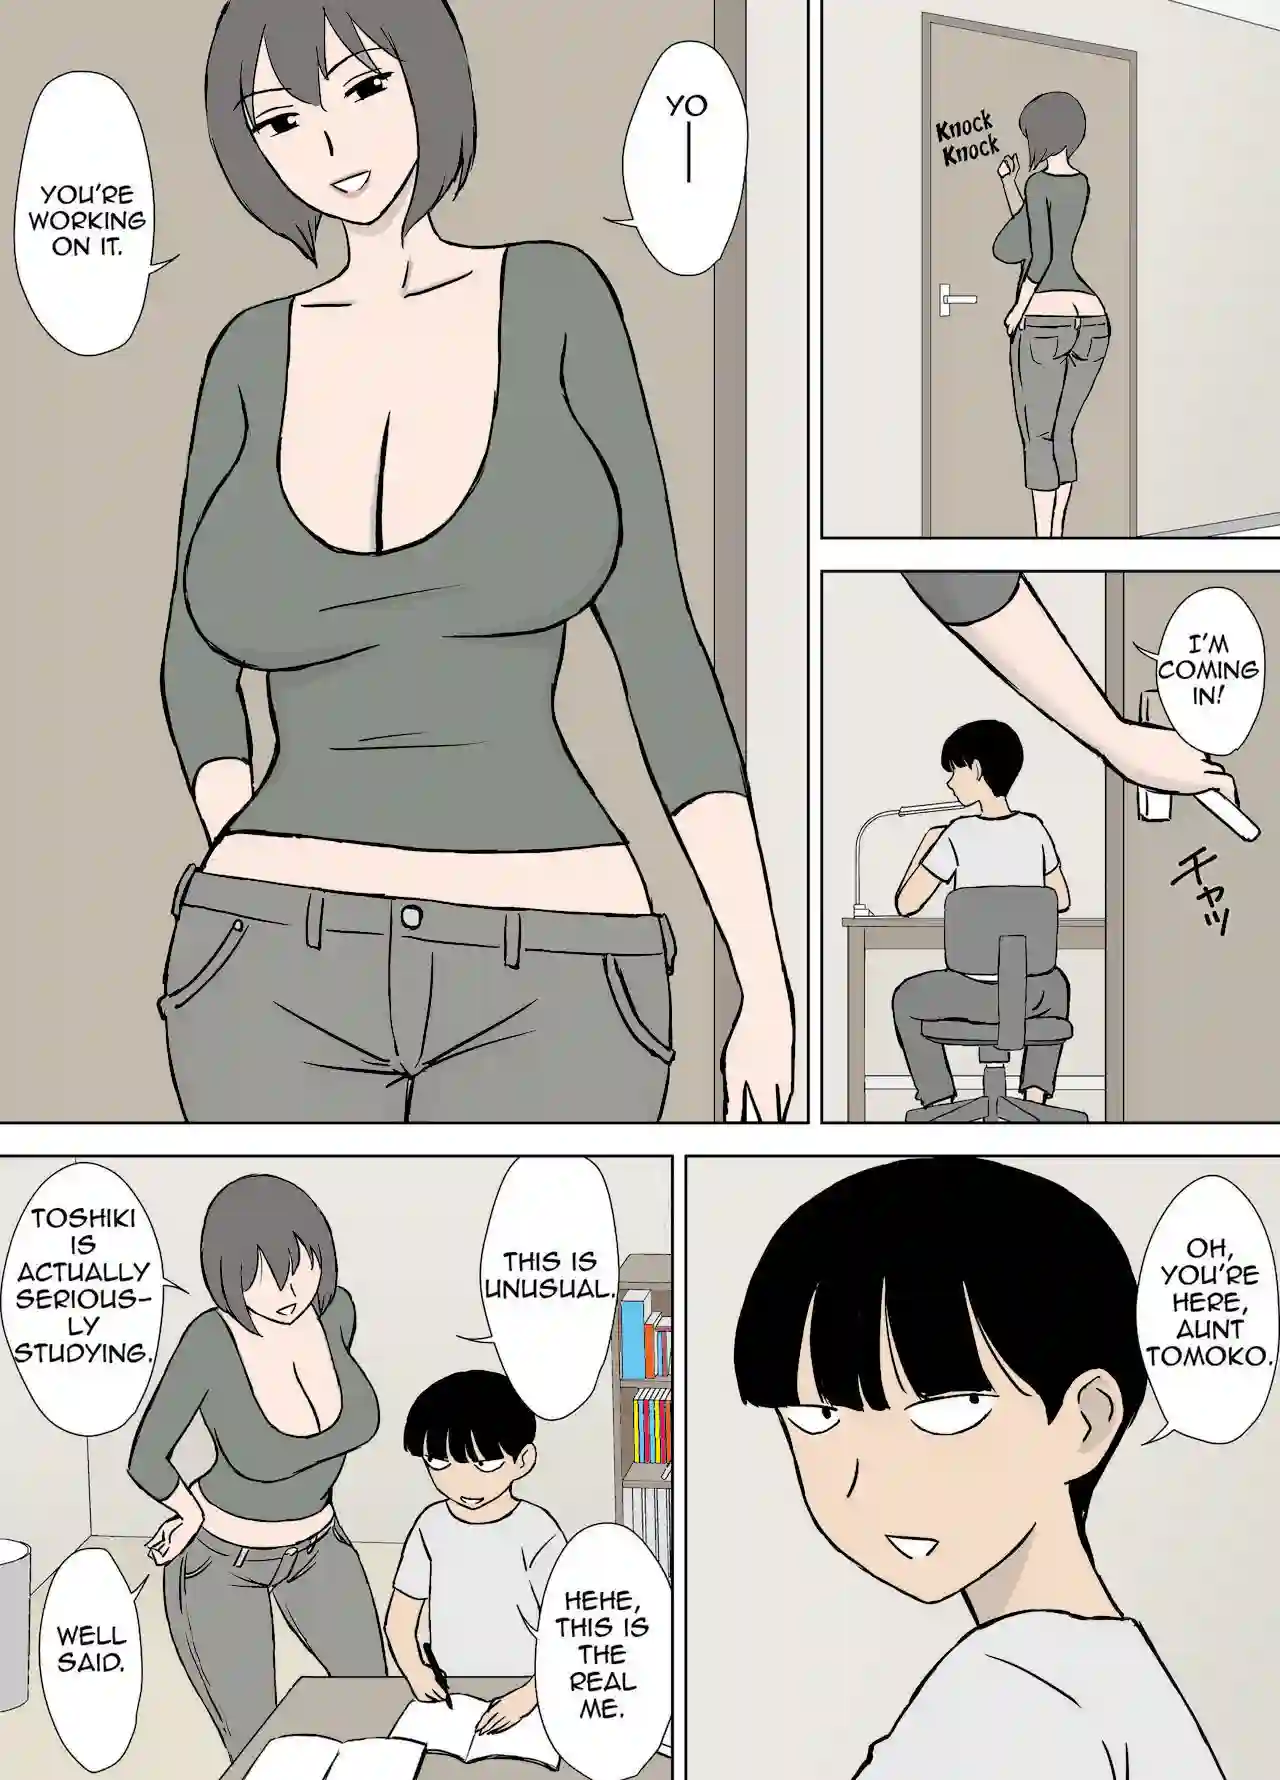 Knock
Knock
I'M
COMING
IN!
チャッ
YO
—
YOU'RE
WORKING
ON IT.
OH,
YOU'RE
HERE,
AUNT
TOMOKO.
THIS IS
UNUSUAL.
TOSHIKI
IS
ACTUALLY
SERIOUS-
LY
STUDYING.
HEHE,
THIS IS
THE
REAL
ME.
WELL
SAID.